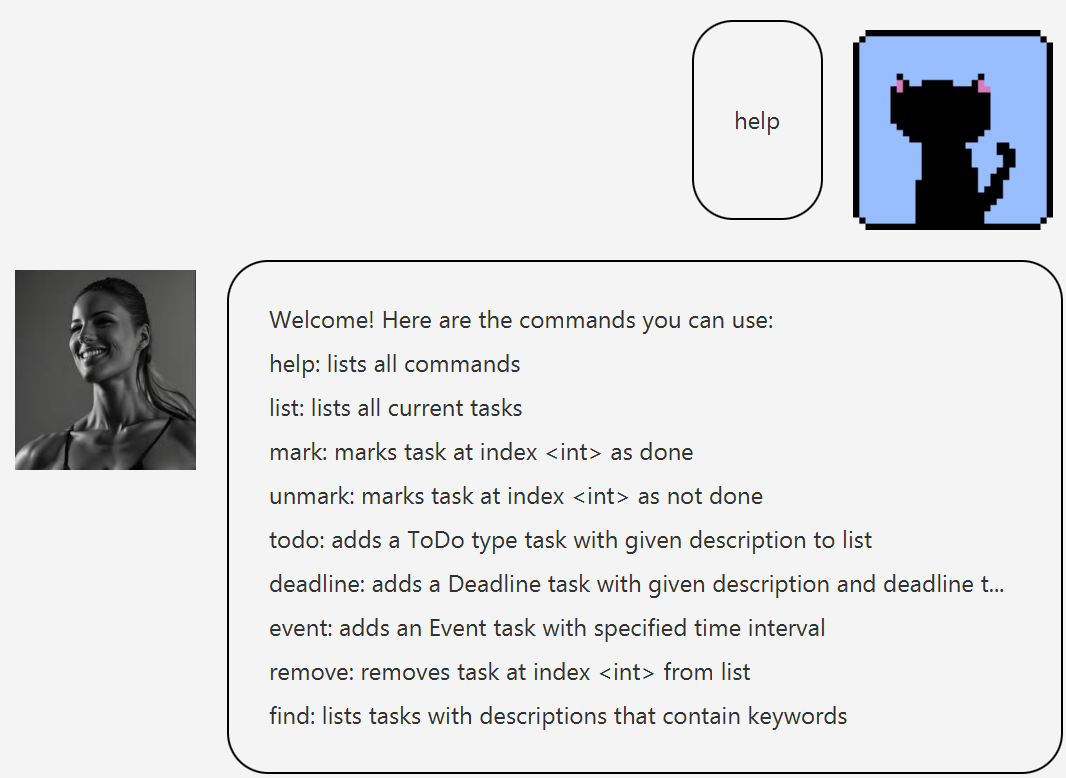 help
Welcome! Here are the commands you can use:
help: lists all commands
list: lists all current tasks
mark: marks task at index <int> as done
unmark: marks task at index <int> as not done
todo: adds a ToDo type task with given description to list
deadline: adds a Deadline task with given description and deadline t...
event: adds an Event task with specified time interval
remove: removes task at index <int> from list
find: lists tasks with descriptions that contain keywords